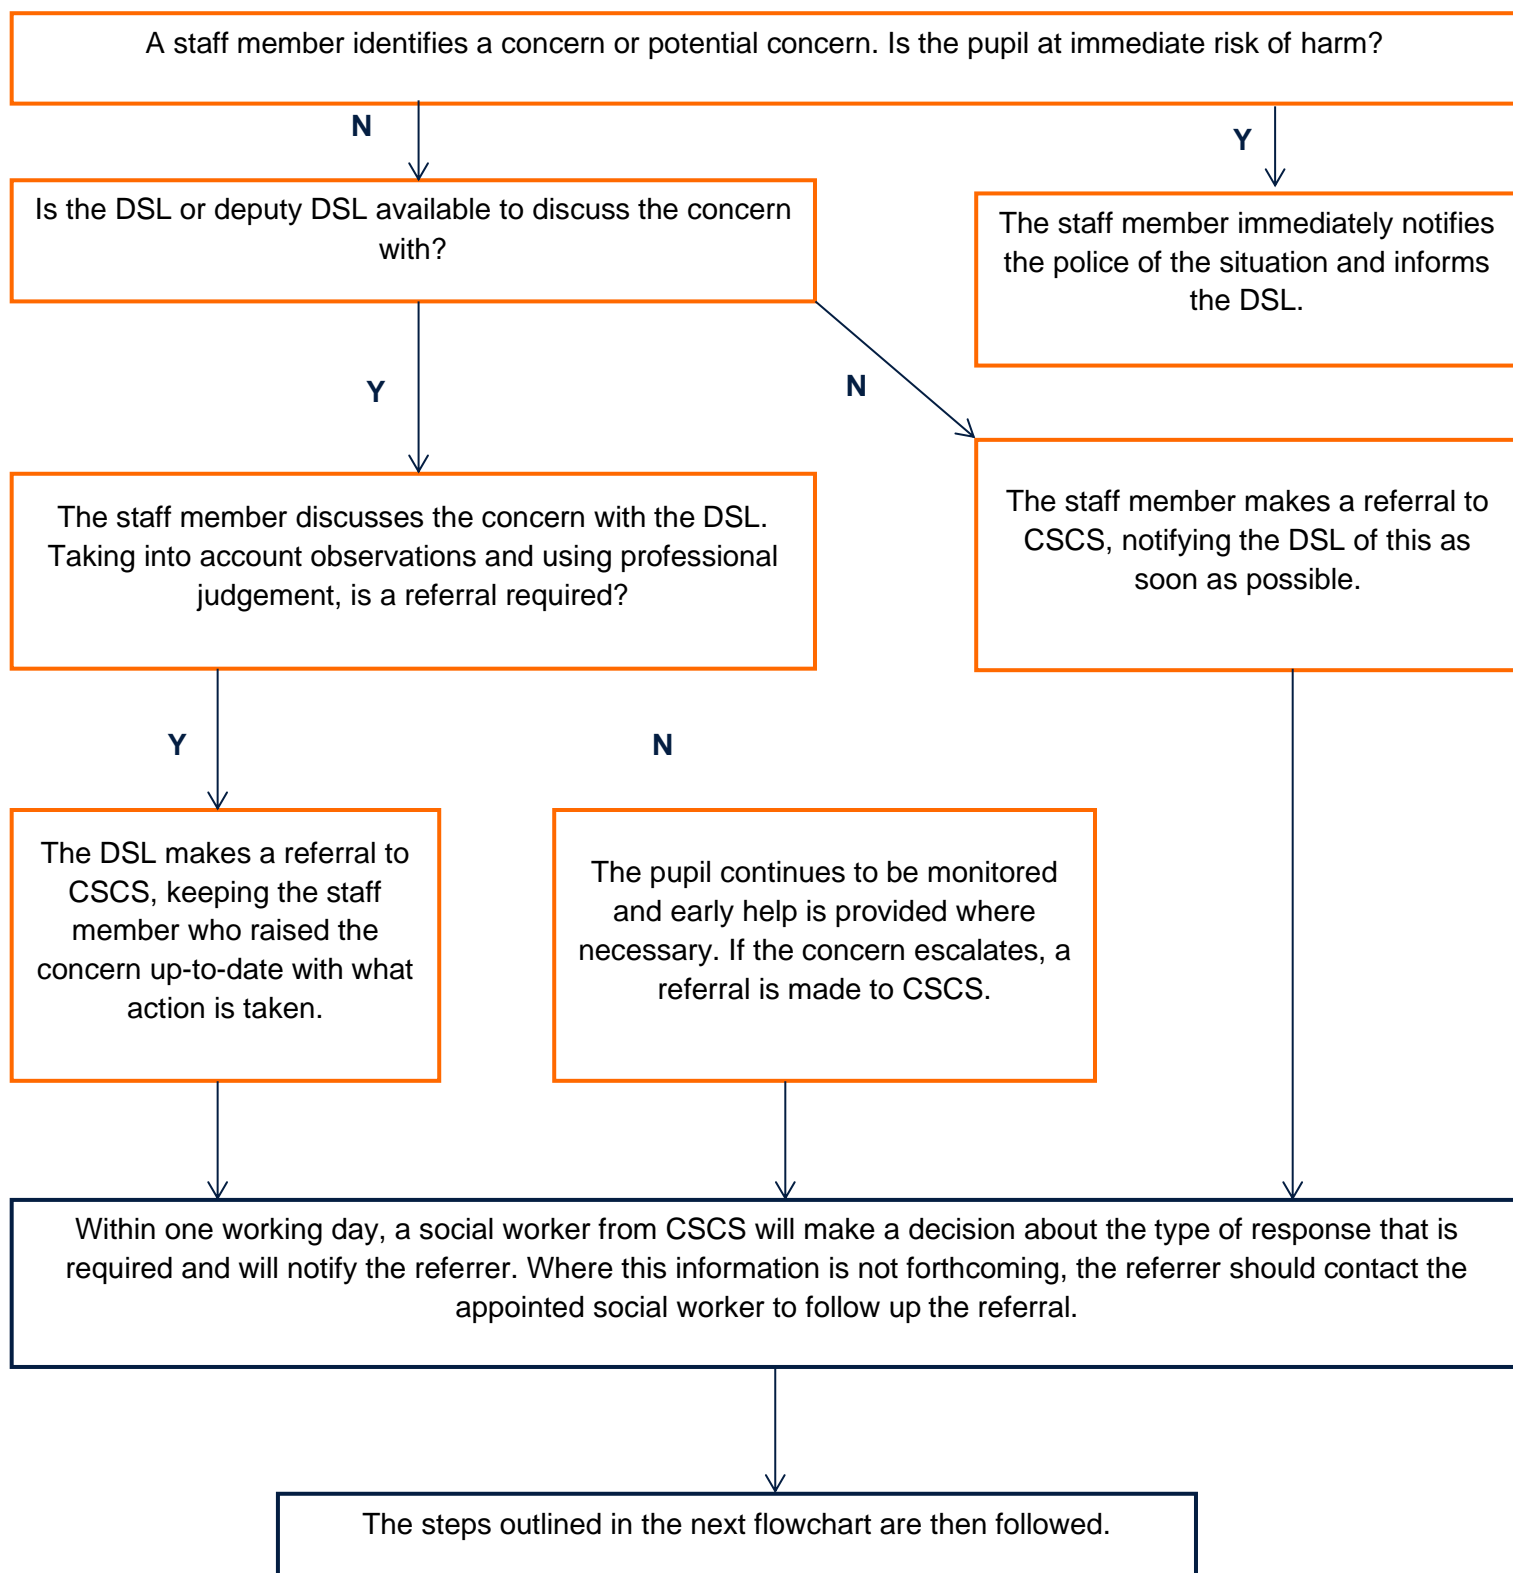 A staff member identifies a concern or potential concern. Is the pupil at immediate risk of harm?
N
Y
Is the DSL or deputy DSL available to discuss the concern
with?
The staff member immediately notifies
the police of the situation and informs
the DSL.
Y
N
The staff member discusses the concern with the DSL.
Taking into account observations and using professional
judgement, is a referral required?
The staff member makes a referral to
CSCS, notifying the DSL of this as
soon as possible.
Y
N
The DSL makes a referral to
CSCS, keeping the staff
member who raised the
concern up-to-date with what
action is taken.
The pupil continues to be monitored
and early help is provided where
necessary. If the concern escalates, a
referral is made to CSCS.
Within one working day, a social worker from CSCS will make a decision about the type of response that is
required and will notify the referrer. Where this information is not forthcoming, the referrer should contact the
appointed social worker to follow up the referral.
The steps outlined in the next flowchart are then followed.